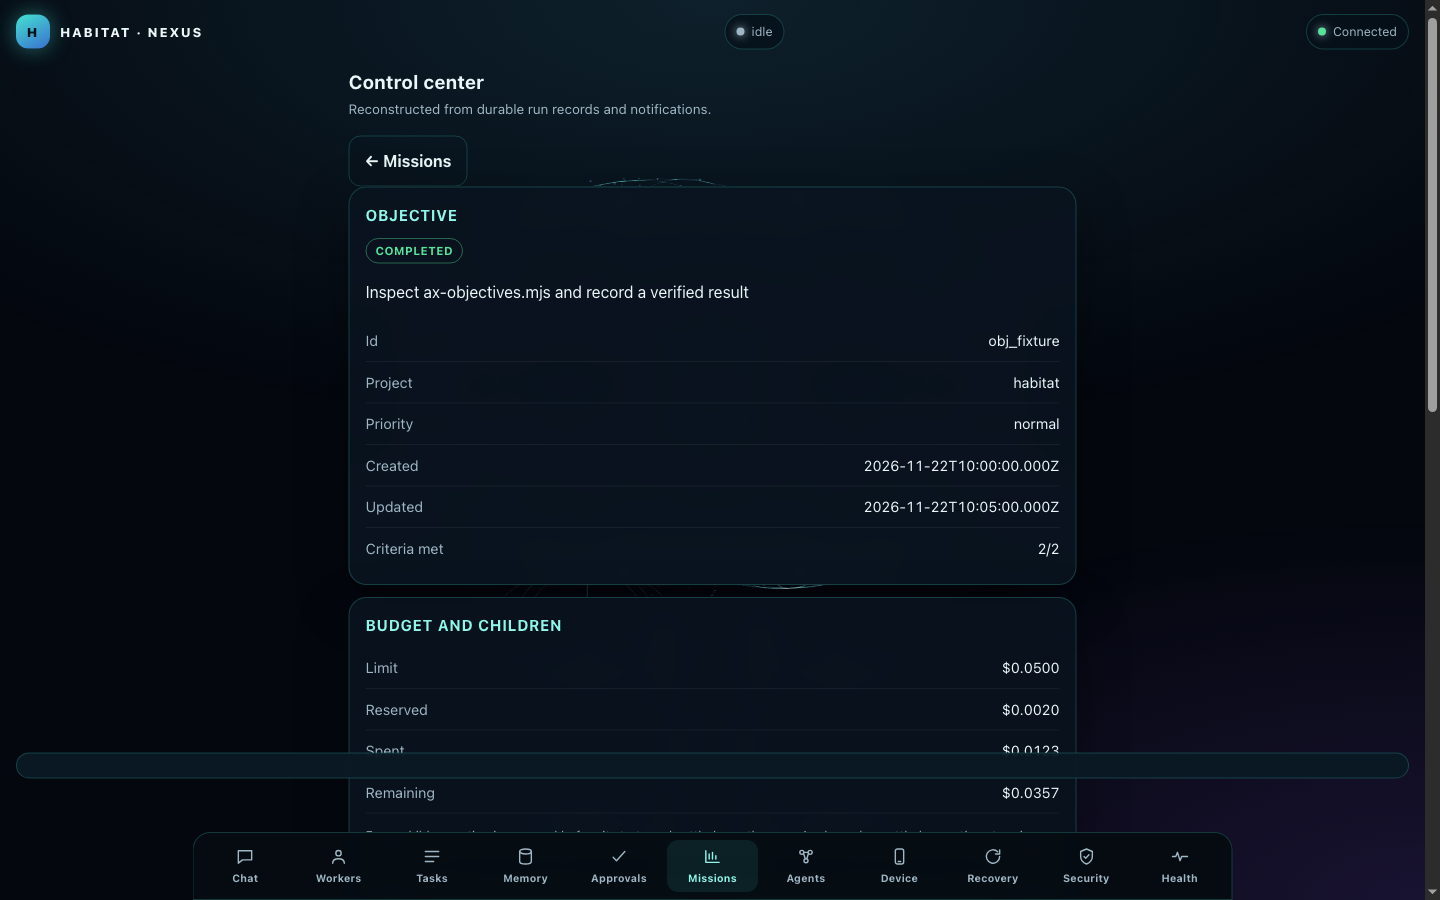 H HABITAT · NEXUS
idle
Connected
Control center
Reconstructed from durable run records and notifications.
← Missions
OBJECTIVE
COMPLETED
Inspect ax-objectives.mjs and record a verified result
Id obj_fixture
Project habitat
Priority normal
Created 2026-11-22T10:00:00.000Z
Updated 2026-11-22T10:05:00.000Z
Criteria met 2/2
BUDGET AND CHILDREN
Limit $0.0500
Reserved $0.0020
Spent $0.0123
Remaining $0.0357
Chat Workers Tasks Memory Approvals Missions Agents Device Recovery Security Health